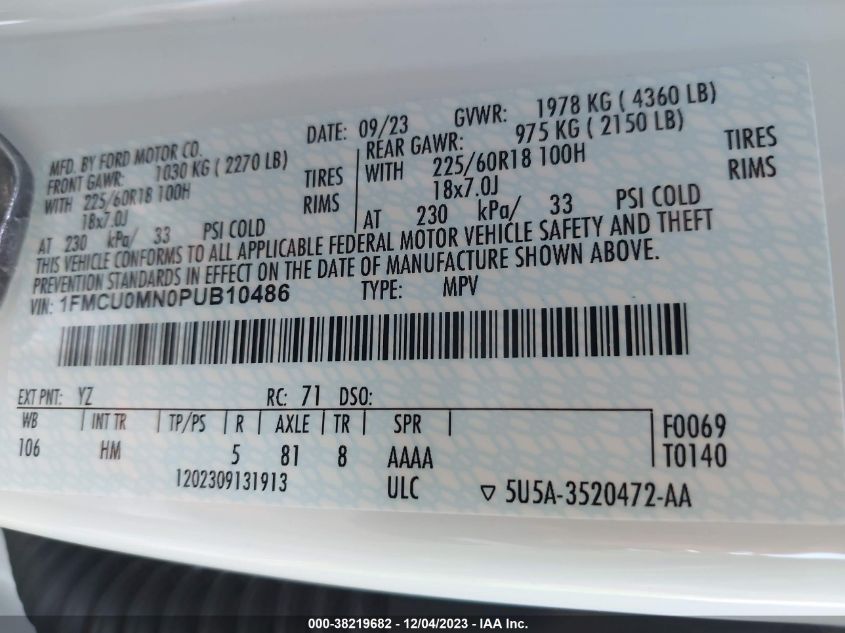 MFD. BY FORD MOTOR CO. DATE: 09/23 GVWR: 1978 KG ( 4360 LB)
FRONT GAWR: 1030 KG ( 2270 LB) REAR GAWR: 975 KG ( 2150 LB)
WITH 225/60R18 100H TIRES WITH 225/60R18 100H TIRES
18x7.0J RIMS 18x7.0J RIMS
AT 230 kPa/ 33 PSI COLD AT 230 kPa/ 33 PSI COLD
THIS VEHICLE CONFORMS TO ALL APPLICABLE FEDERAL MOTOR VEHICLE SAFETY AND THEFT
PREVENTION STANDARDS IN EFFECT ON THE DATE OF MANUFACTURE SHOWN ABOVE.
VIN: 1FMCU0MN0PUB10486 TYPE: MPV
EXT PNT: YZ RC: 71 DSO:
WB INT TR TP/PS R AXLE TR SPR F0069
106 HM 5 81 8 AAAA T0140
1202309131913 ULC ▽ 5U5A-3520472-AA
000-38219682 - 12/04/2023 - IAA Inc.